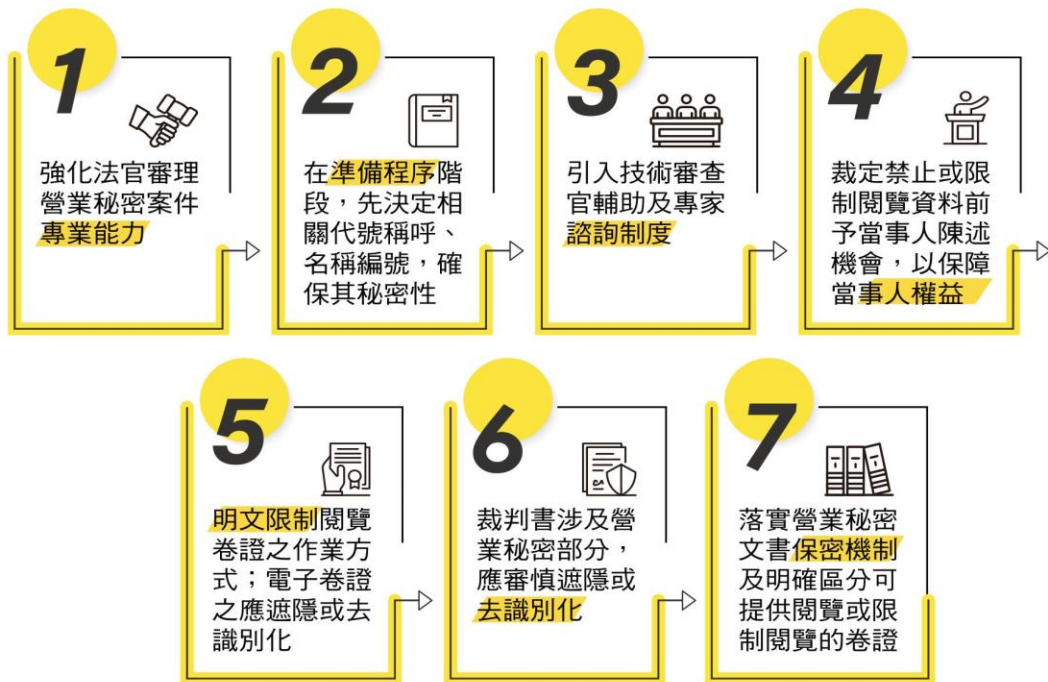 1
強化法官審理
營業秘密案件
專業能力
2
在準備程序階
段，先決定相
關代號稱呼、
名稱編號，確
保其秘密性
3
引入技術審查
官輔助及專家
諮詢制度
4
裁定禁止或限
制閱覽資料前
予當事人陳述
機會，以保障
當事人權益
5
明文限制閱覽
卷證之作業方
式；電子卷證
之應遮隱或去
識別化
6
裁判書涉及營
業秘密部分，
應審慎遮隱或
去識別化
7
落實營業秘密
文書保密機制
及明確區分可
提供閱覽或限
制閱覽的卷證